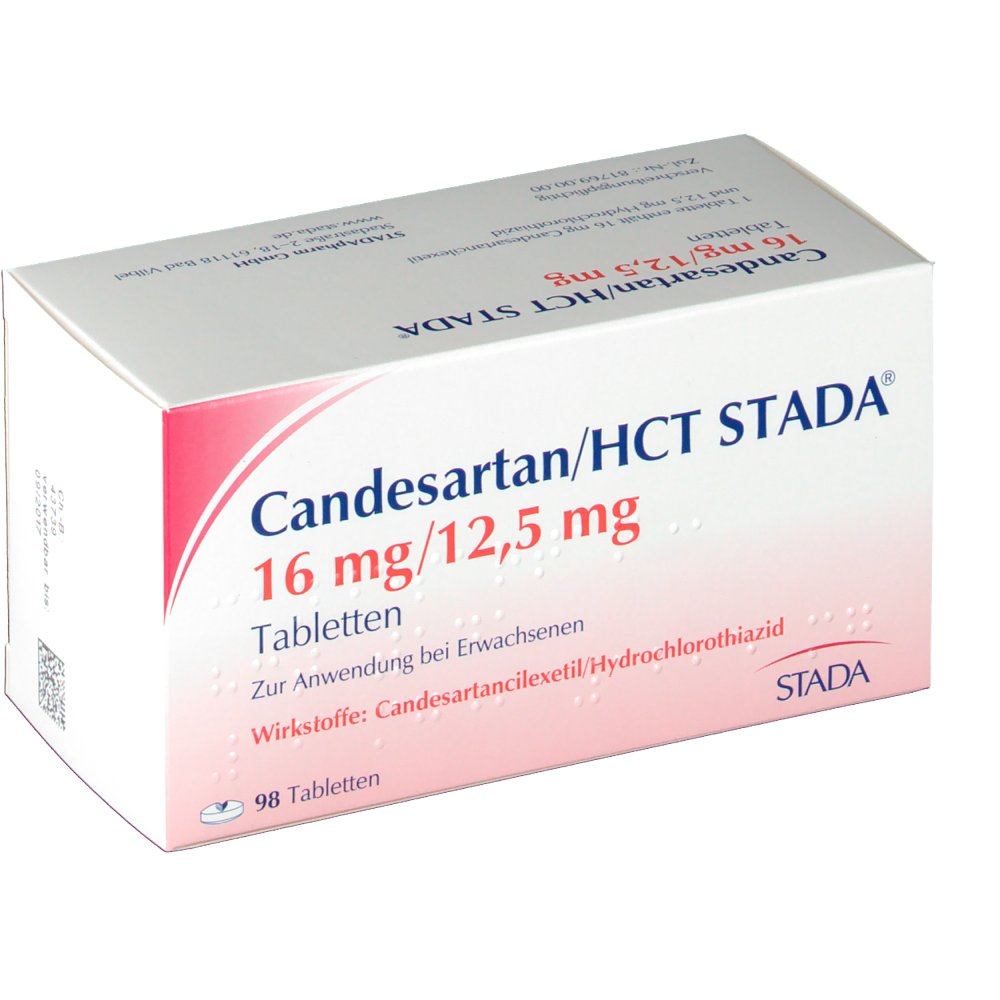 Candesartan/HCT STADA®
16 mg/12,5 mg
Tabletten
Zur Anwendung bei Erwachsenen
Wirkstoffe: Candesartancilexetil/Hydrochlorothiazid
STADA
98 Tabletten
Candesartan/HCT STADA®
16 mg/12,5 mg
Tabletten
1 Tablette enthält 16 mg Candesartancilexetil
und 12,5 mg Hydrochlorothiazid
Verschreibungspflichtig
Zul.-Nr.: 81769.00.00
STADApharm GmbH
Stadastraße 2–18, 61118 Bad Vilbel
www.stada.de
Ch.-B.
verwendbar bis:
09/2017